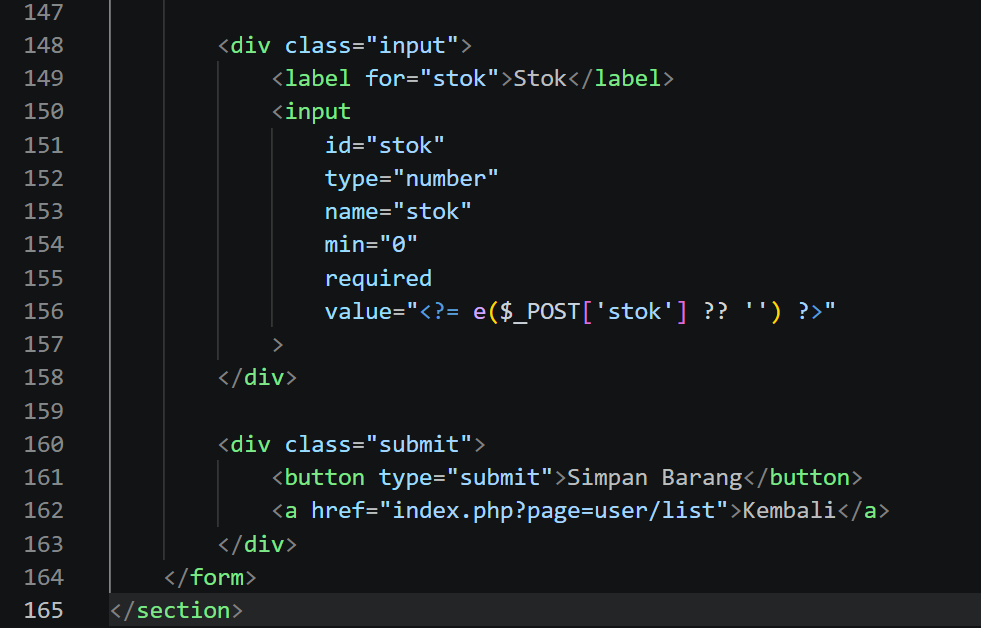 147
148 <div class="input">
149 <label for="stok">Stok</label>
150 <input
151 id="stok"
152 type="number"
153 name="stok"
154 min="0"
155 required
156 value="<?= e($_POST['stok'] ?? '') ?>"
157 >
158 </div>
159
160 <div class="submit">
161 <button type="submit">Simpan Barang</button>
162 <a href="index.php?page=user/list">Kembali</a>
163 </div>
164 </form>
165 </section>